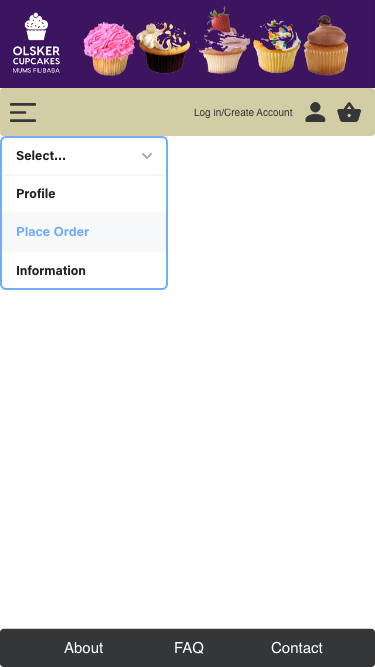 OLSKER
CUPCAKES
MUMS FILIBABA
Log in/Create Account
Select...
Profile
Place Order
Information
About
FAQ
Contact